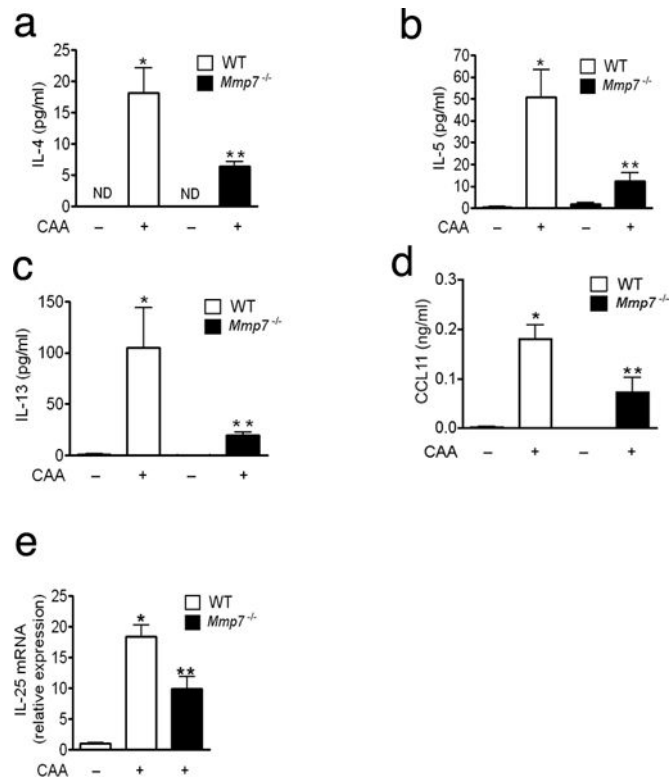 a
IL-4 (pg/ml)
25
20
15
10
5
0
ND
*
ND
**
WT
Mmp7 -/-
CAA – + – +
b
IL-5 (pg/ml)
70
60
50
40
30
20
10
0
*
**
WT
Mmp7 -/-
CAA – + – +
c
IL-13 (pg/ml)
150
100
50
0
*
**
WT
Mmp7 -/-
CAA – + – +
d
CCL11 (ng/ml)
0.3
0.2
0.1
0.0
*
**
WT
Mmp7 -/-
CAA – + – +
e
IL-25 mRNA
(relative expression)
25
20
15
10
5
0
*
**
WT
Mmp7 -/-
CAA – + +